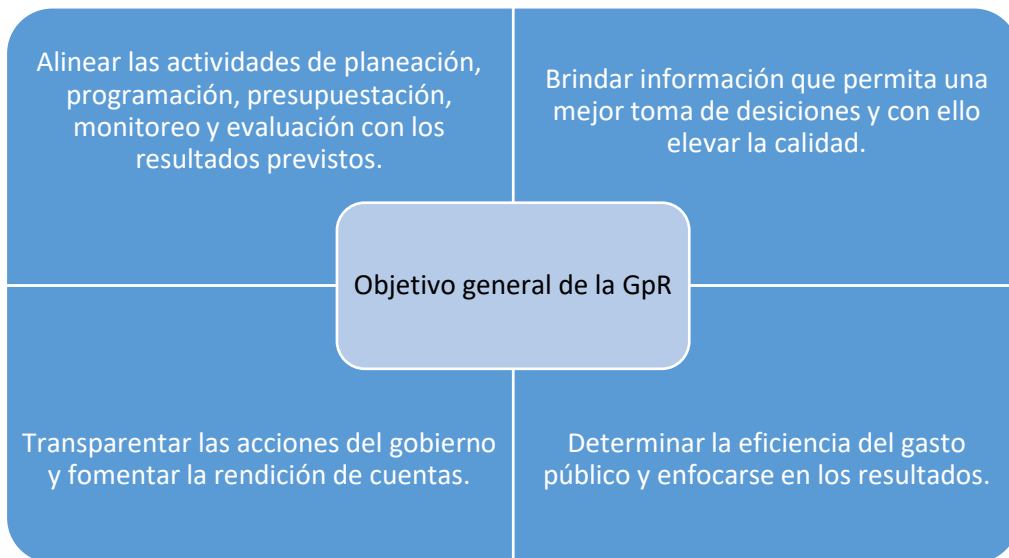 Alinear las actividades de planeación,
programación, presupuestación,
monitoreo y evaluación con los
resultados previstos.
Brindar información que permita una
mejor toma de desiciones y con ello
elevar la calidad.
Objetivo general de la GpR
Transparentar las acciones del gobierno
y fomentar la rendición de cuentas.
Determinar la eficiencia del gasto
público y enfocarse en los resultados.